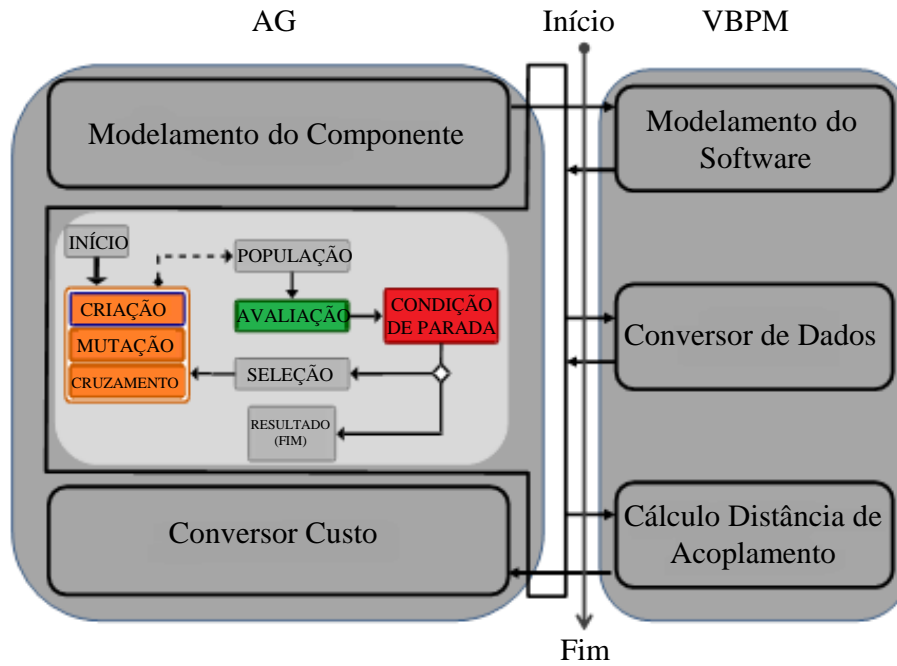 AG
Início
VBPM
Modelamento do Componente
Modelamento do
Software
INÍCIO
POPULAÇÃO
CRIAÇÃO
AVALIAÇÃO
CONDIÇÃO
DE PARADA
MUTAÇÃO
CRUZAMENTO
SELEÇÃO
RESULTADO
(FIM)
Conversor de Dados
Conversor Custo
Cálculo Distância de
Acoplamento
Fim